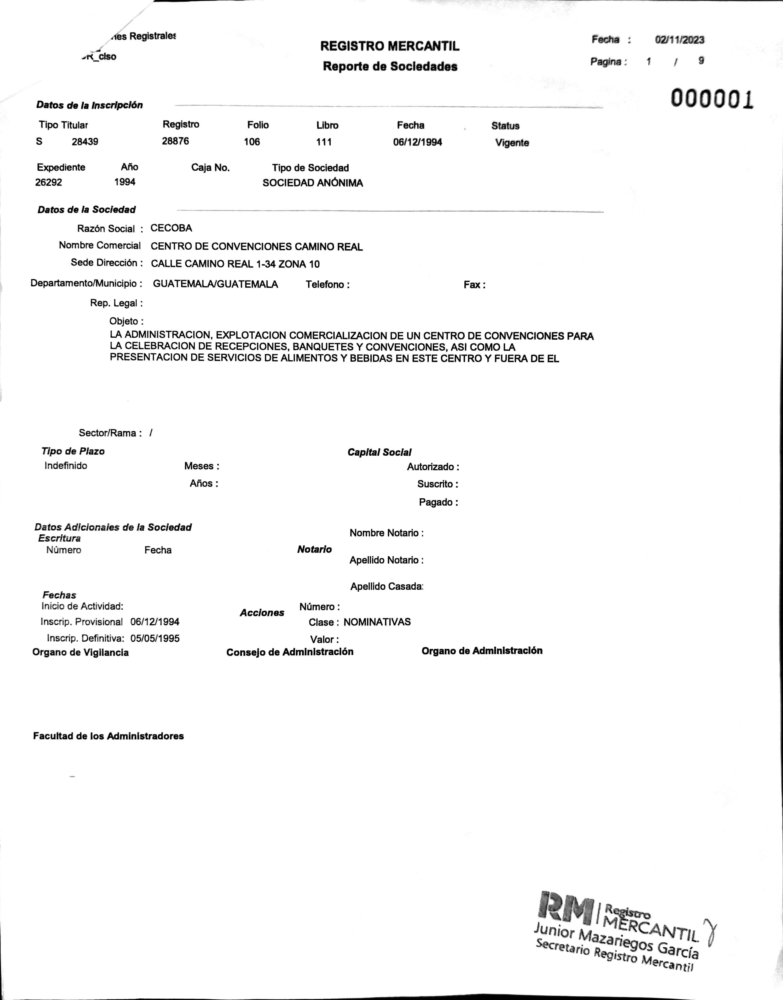 Registrales
REGISTRO MERCANTIL
Reporte de Sociedades
Fecha : 02/11/2023
Pagina : 1 / 9
000001
Datos de la Inscripción
Tipo Titular Registro Folio Libro Fecha Status
S 28439 28876 106 111 06/12/1994 Vigente
Expediente Año Caja No. Tipo de Sociedad
26292 1994 SOCIEDAD ANÓNIMA
Datos de la Sociedad
Razón Social : CECOBA
Nombre Comercial CENTRO DE CONVENCIONES CAMINO REAL
Sede Dirección : CALLE CAMINO REAL 1-34 ZONA 10
Departamento/Municipio : GUATEMALA/GUATEMALA Telefono : Fax :
Rep. Legal :
Objeto :
LA ADMINISTRACION, EXPLOTACION COMERCIALIZACION DE UN CENTRO DE CONVENCIONES PARA
LA CELEBRACION DE RECEPCIONES, BANQUETES Y CONVENCIONES, ASI COMO LA
PRESENTACION DE SERVICIOS DE ALIMENTOS Y BEBIDAS EN ESTE CENTRO Y FUERA DE EL
Sector/Rama : /
Tipo de Plazo Capital Social
Indefinido Meses : Autorizado :
Años : Suscrito :
Pagado :
Datos Adicionales de la Sociedad
Escritura Nombre Notario :
Número Fecha Notario
Apellido Notario :
Apellido Casada:
Fechas
Inicio de Actividad: Acciones Número :
Inscrip. Provisional 06/12/1994 Clase : NOMINATIVAS
Inscrip. Definitiva: 05/05/1995 Valor :
Organo de Vigilancia Consejo de Administración Organo de Administración
Facultad de los Administradores
RM | Registro
MERCANTIL
Junior Mazariegos García
Secretario Registro Mercantil